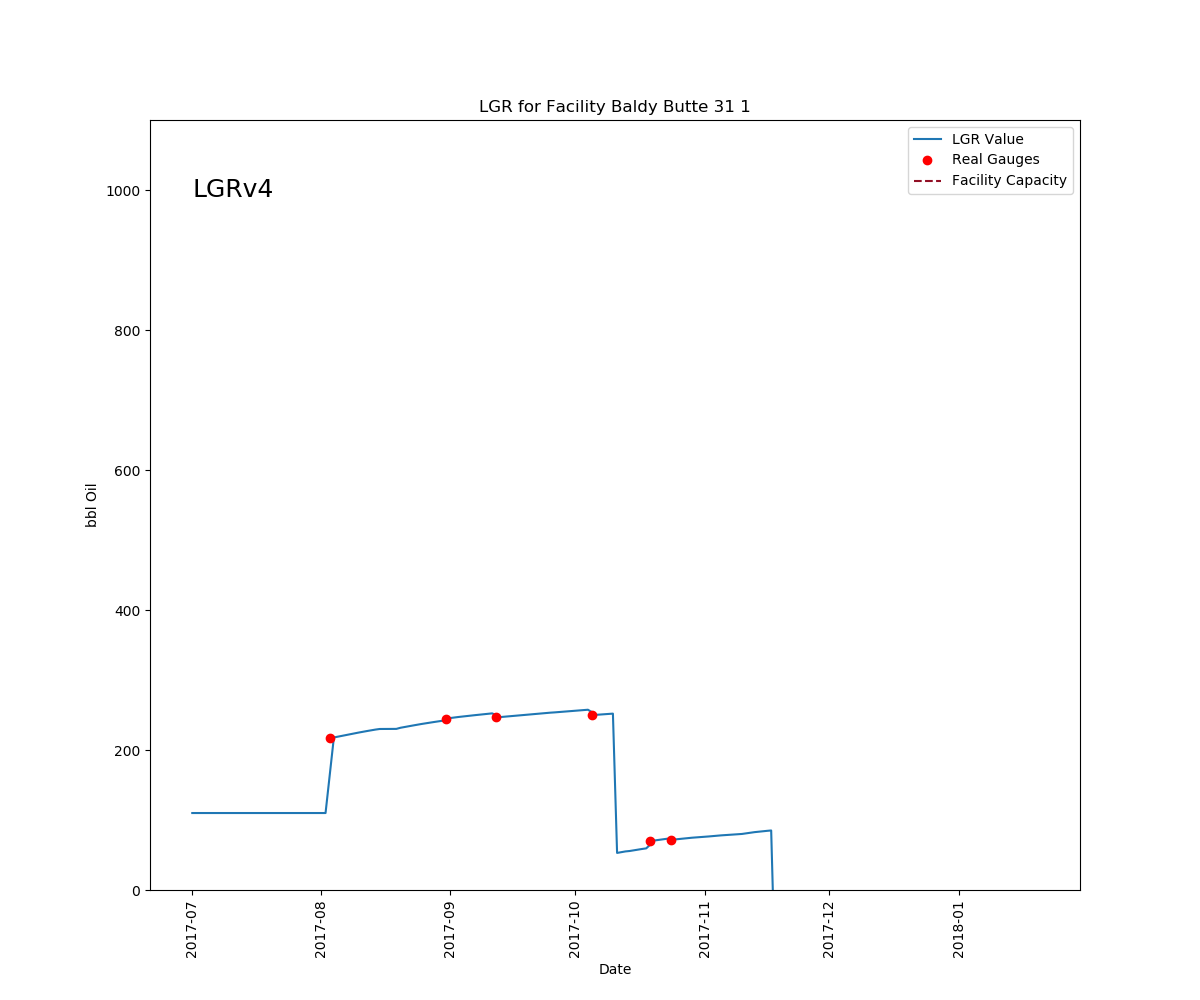 LGR for Facility Baldy Butte 31 1
LGR Value
Real Gauges
Facility Capacity
LGRv4
1000
800
600
400
200
0
bbl Oil
2017-07
2017-08
2017-09
2017-10
2017-11
2017-12
2018-01
Date